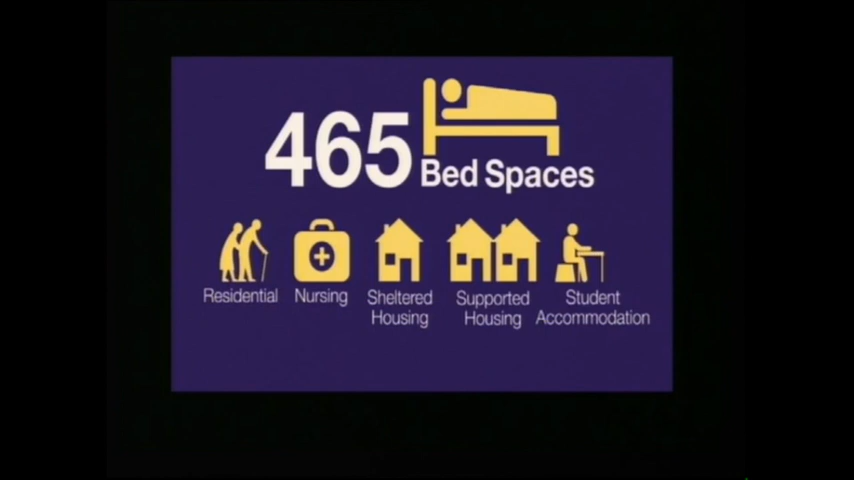 465 Bed Spaces
Residential
Nursing
Sheltered
Housing
Supported
Housing
Student
Accommodation